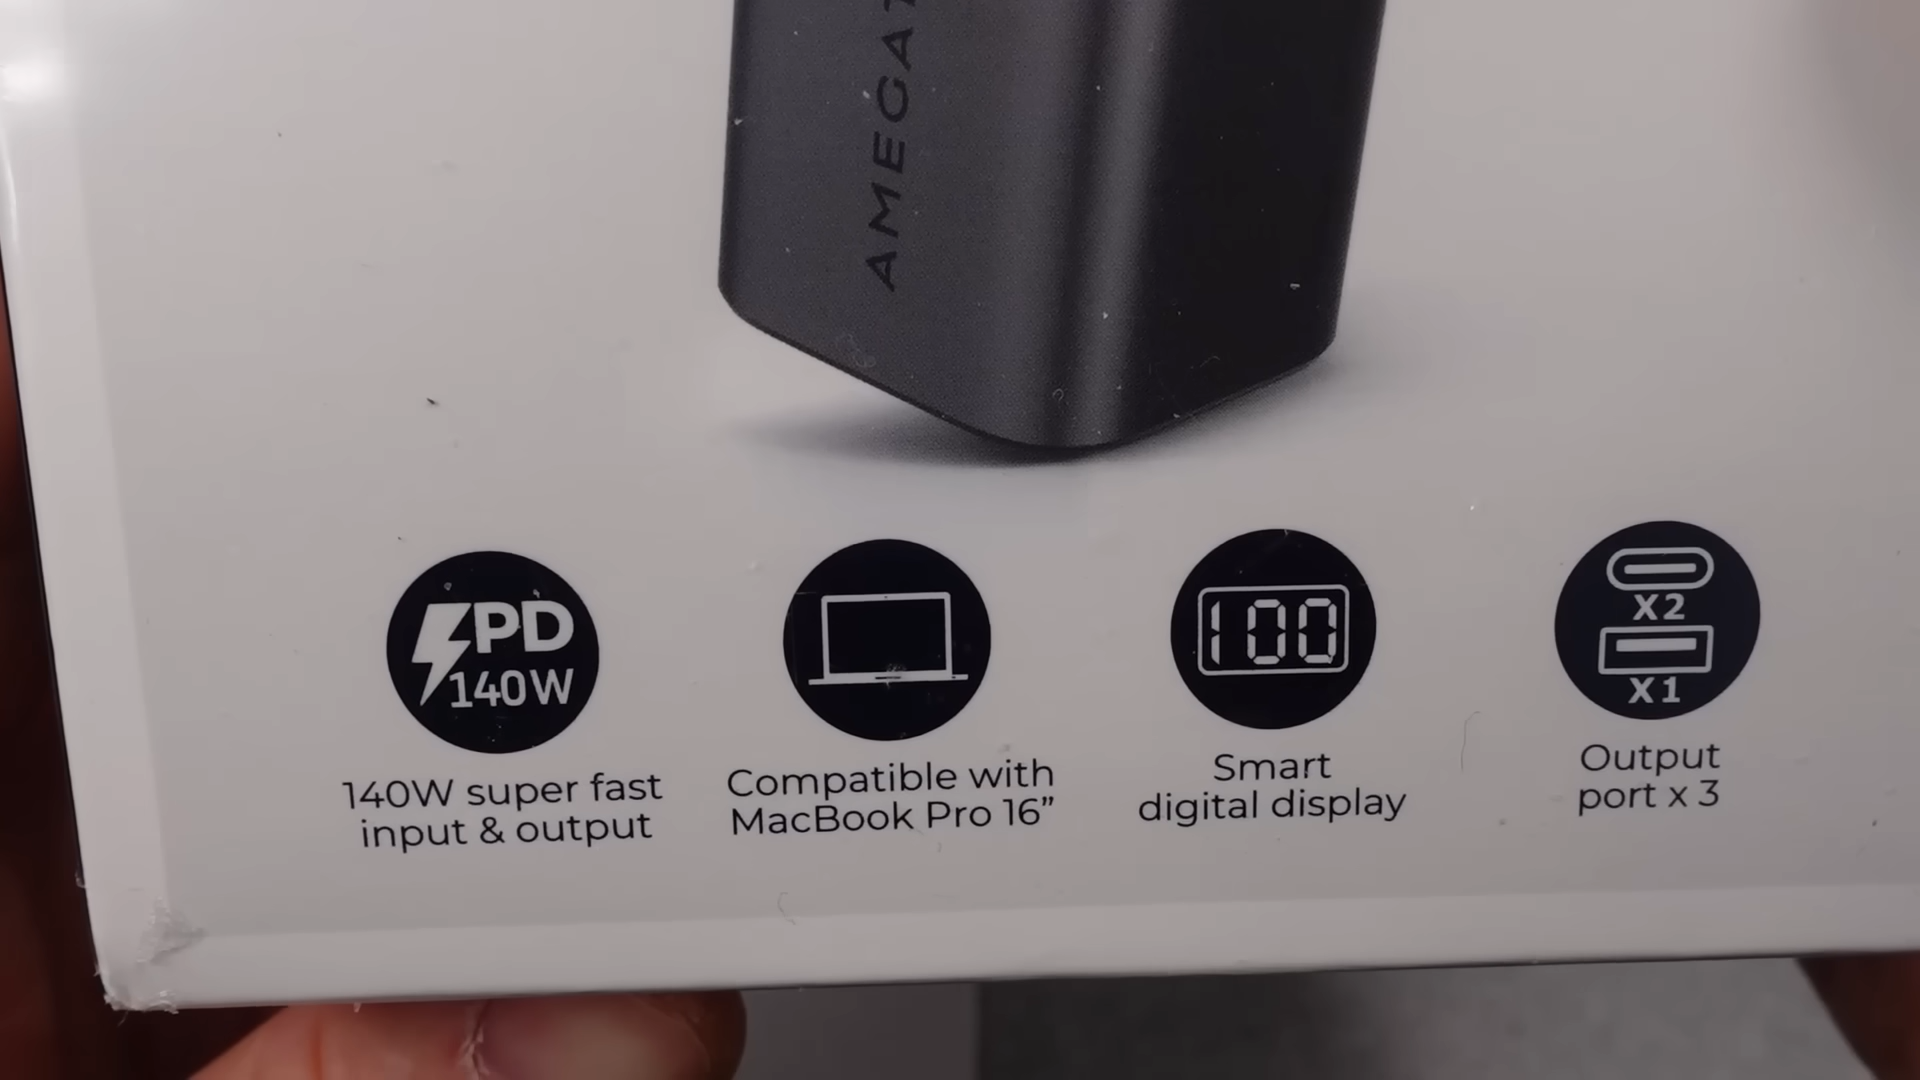 AMEGAT
PD
140W
140W super fast
input & output
Compatible with
MacBook Pro 16”
100
Smart
digital display
X2
X1
Output
port x 3